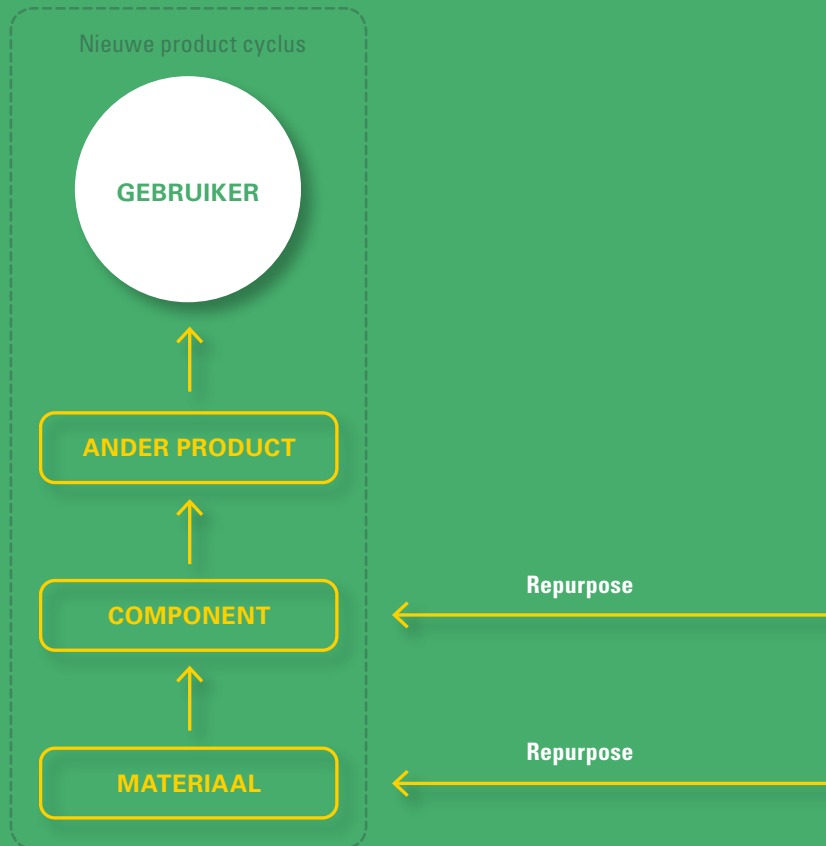 Nieuwe product cyclus
GEBRUIKER
ANDER PRODUCT
Repurpose
COMPONENT
Repurpose
MATERIAAL